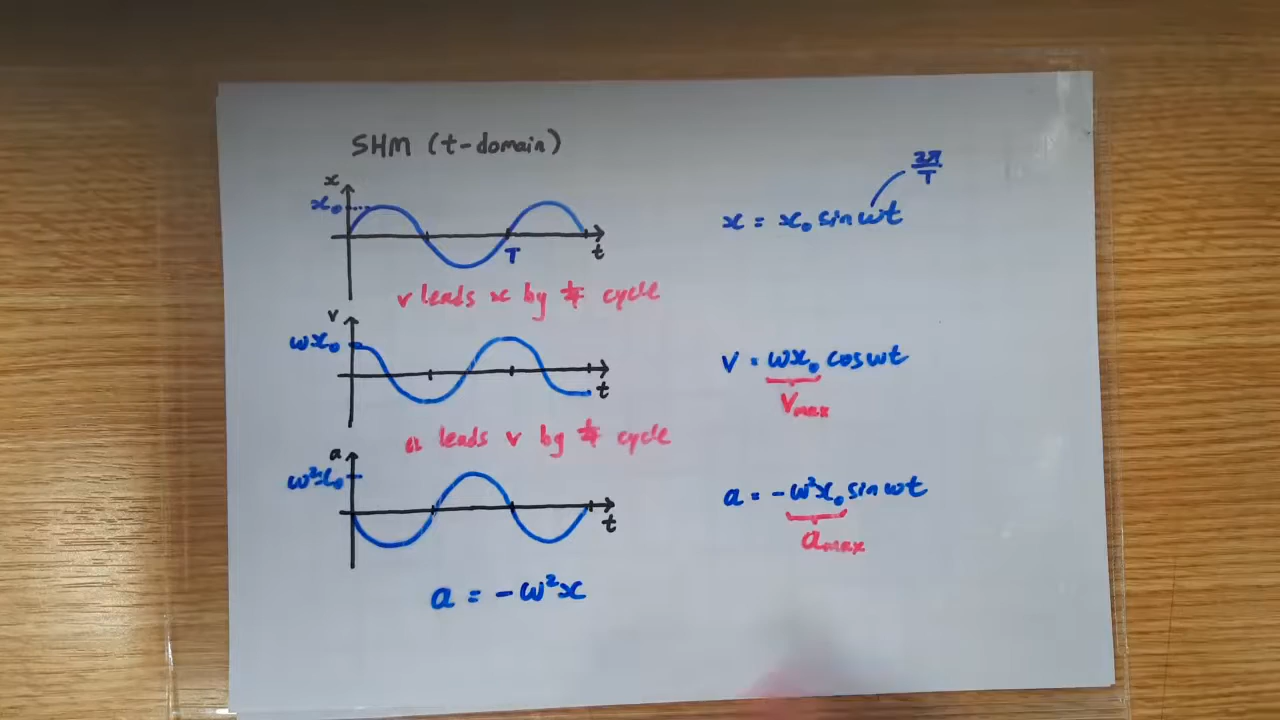 SHM (t-domain)
x
x₀
T
t
2π/T
x = x₀ sin ωt
v leads x by ¼ cycle
v
ωx₀
t
v = ωx₀ cos ωt
vmax
a leads v by ¼ cycle
a
ω²x₀
t
a = -ω²x₀ sin ωt
amax
a = -ω²x